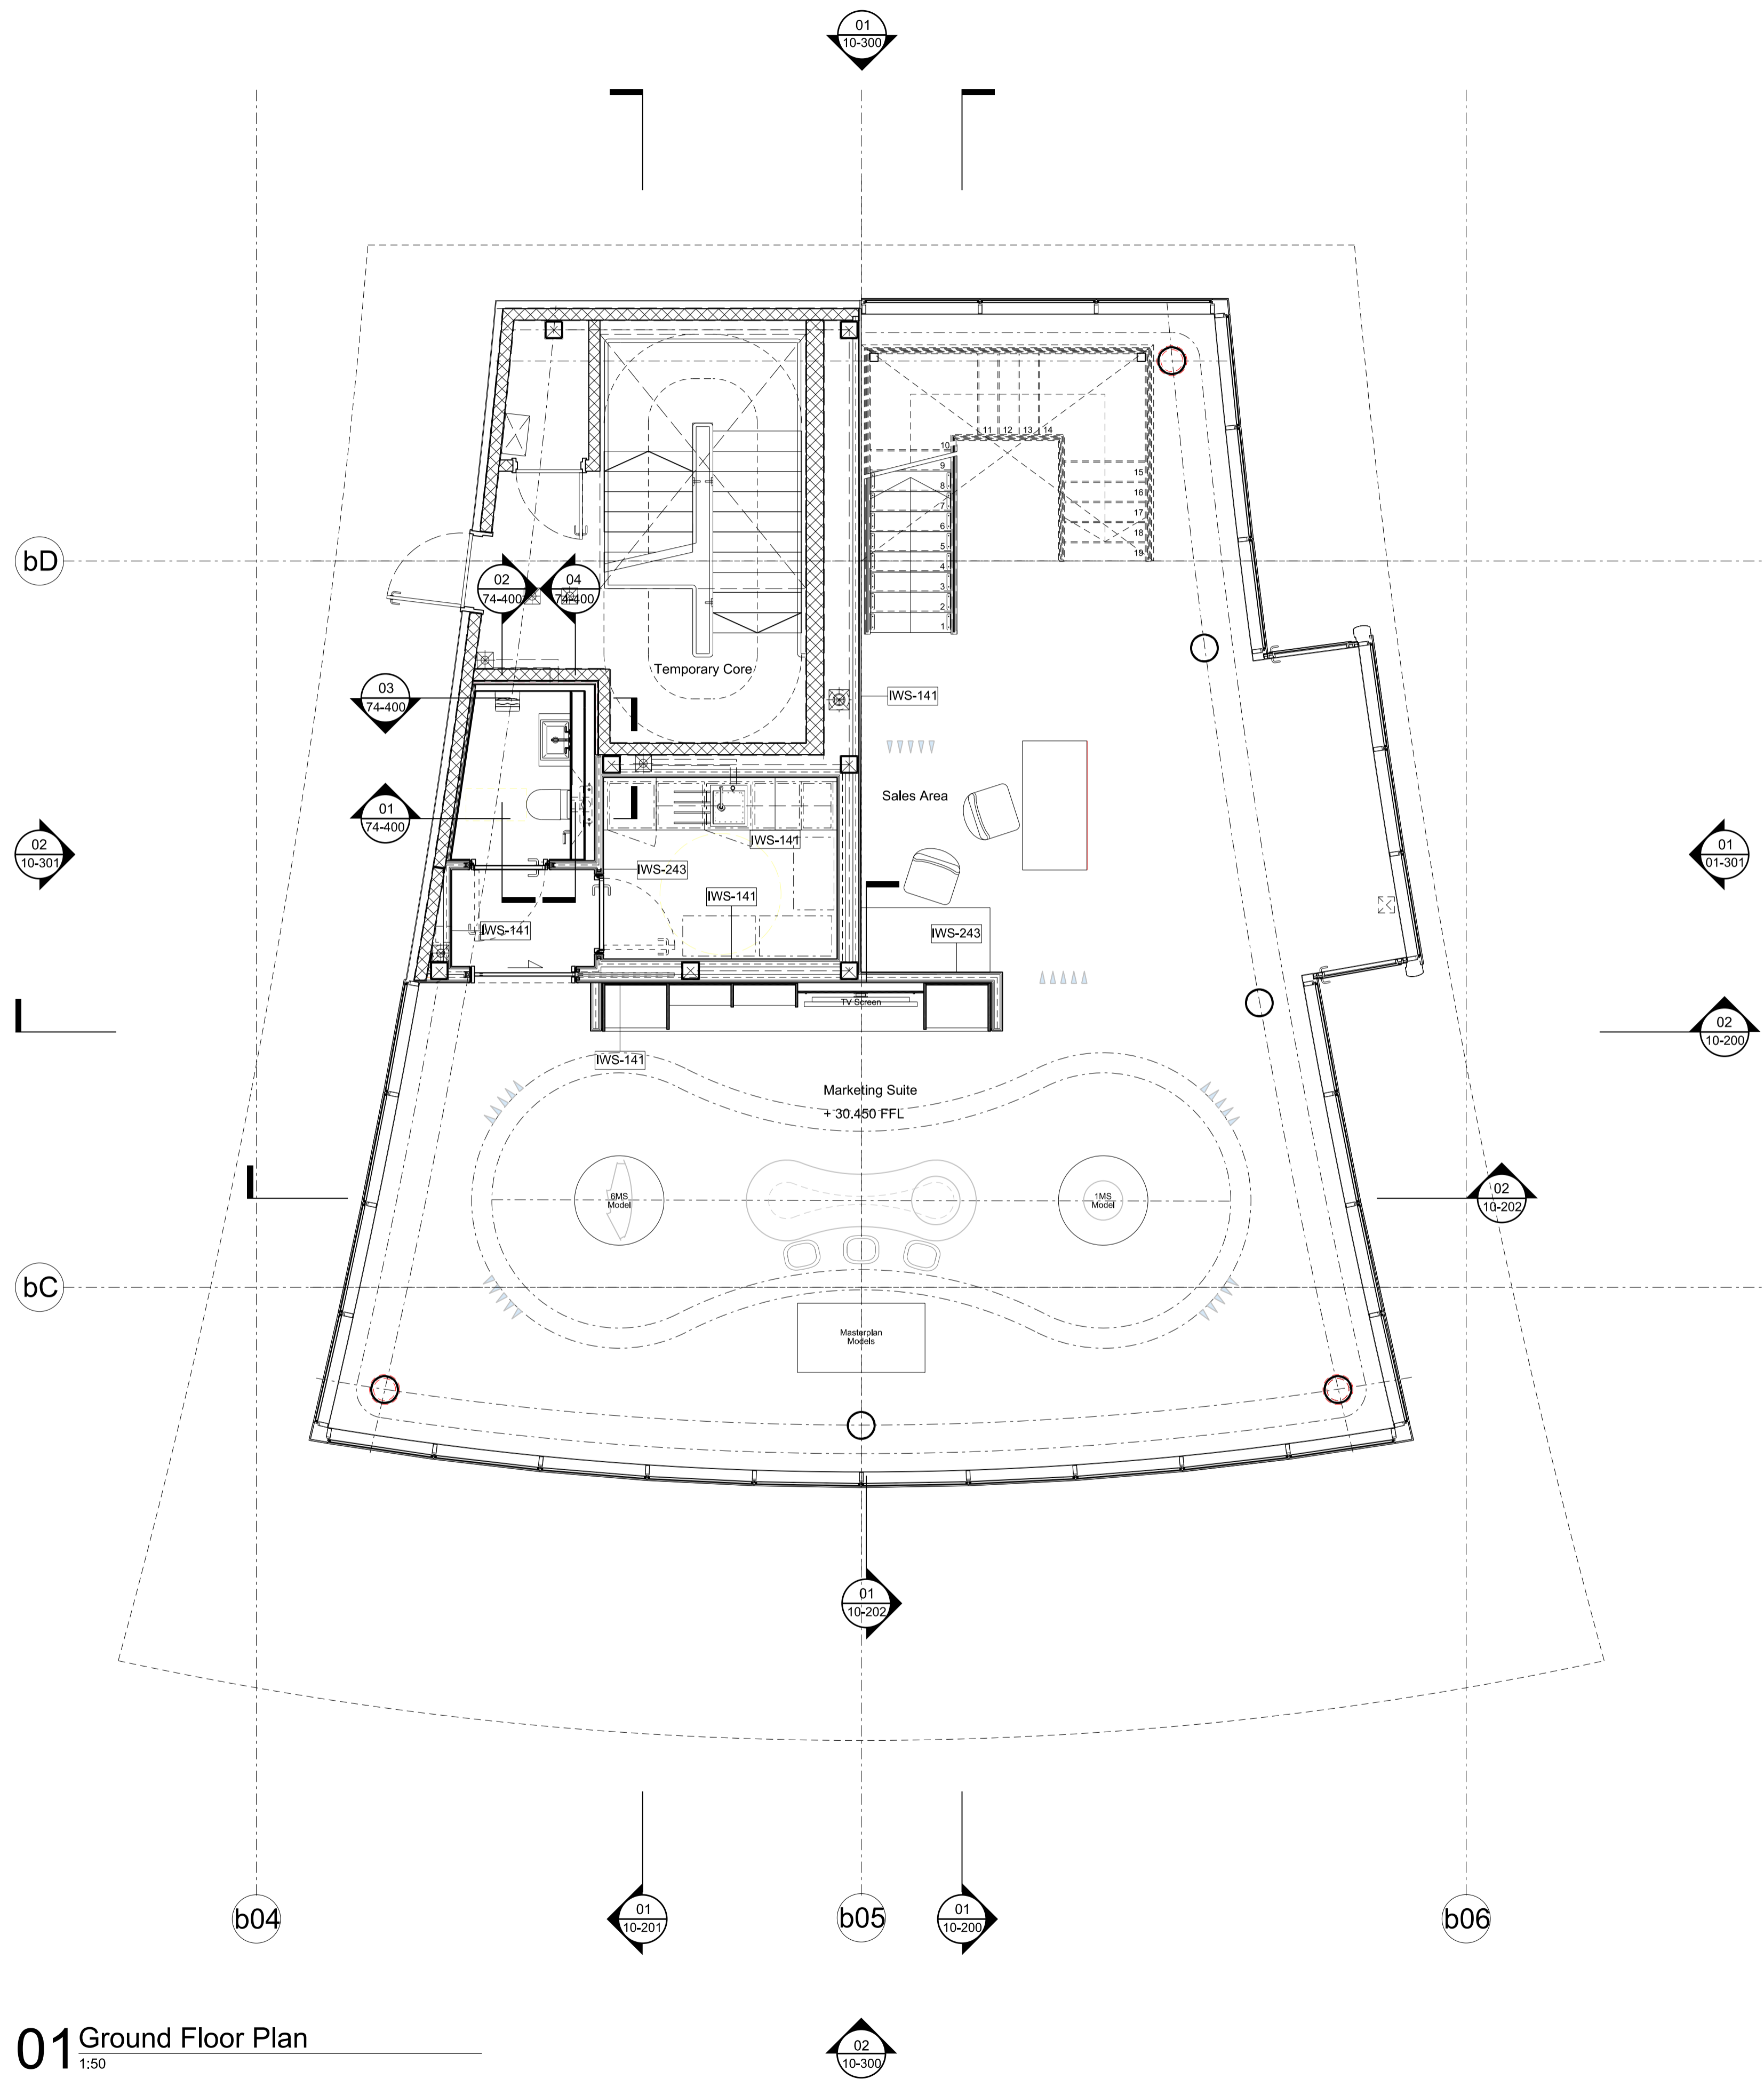 01
10-300
bD
11 12 13 14
10
9
8
7
6
5
4
3
2
1
15
16
17
18
19
02
74-400
04
74-400
Temporary Core
03
74-400
IWS-141
01
74-400
Sales Area
IWS-141
02
10-301
01
01-301
IWS-243
IWS-141
IWS-141
IWS-243
TV Screen
02
10-200
IWS-141
Marketing Suite
+ 30.450 FFL
6MS
Model
1MS
Model
02
10-202
bC
Masterplan
Models
01
10-202
b04
01
10-201
b05
01
10-200
b06
01 Ground Floor Plan
1:50
02
10-300